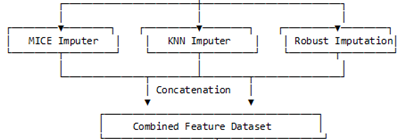 MICE Imputer KNN Imputer Robust Imputation
Concatenation
Combined Feature Dataset